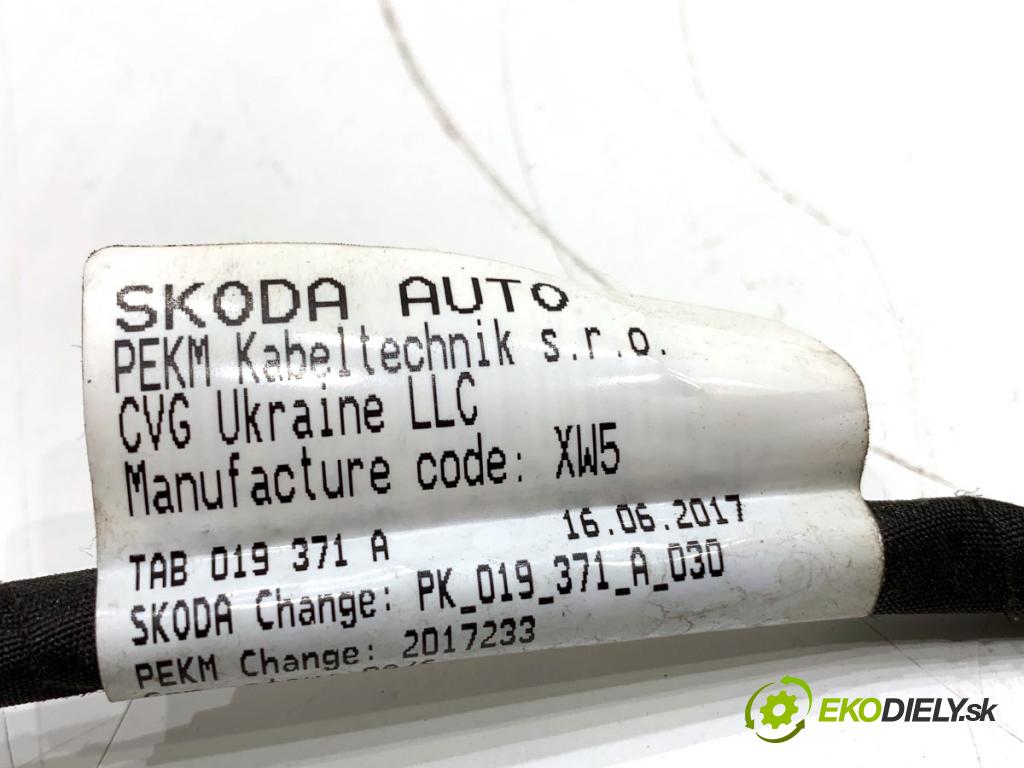 SKODA AUTO
PEKM Kabeltechnik s.r.o.
CVG Ukraine LLC
Manufacture code: XW5
TAB 019 371 A 16.06.2017
SKODA Change: PK_019_371_A_030
PEKM Change: 2017233
EKODIELY.sk